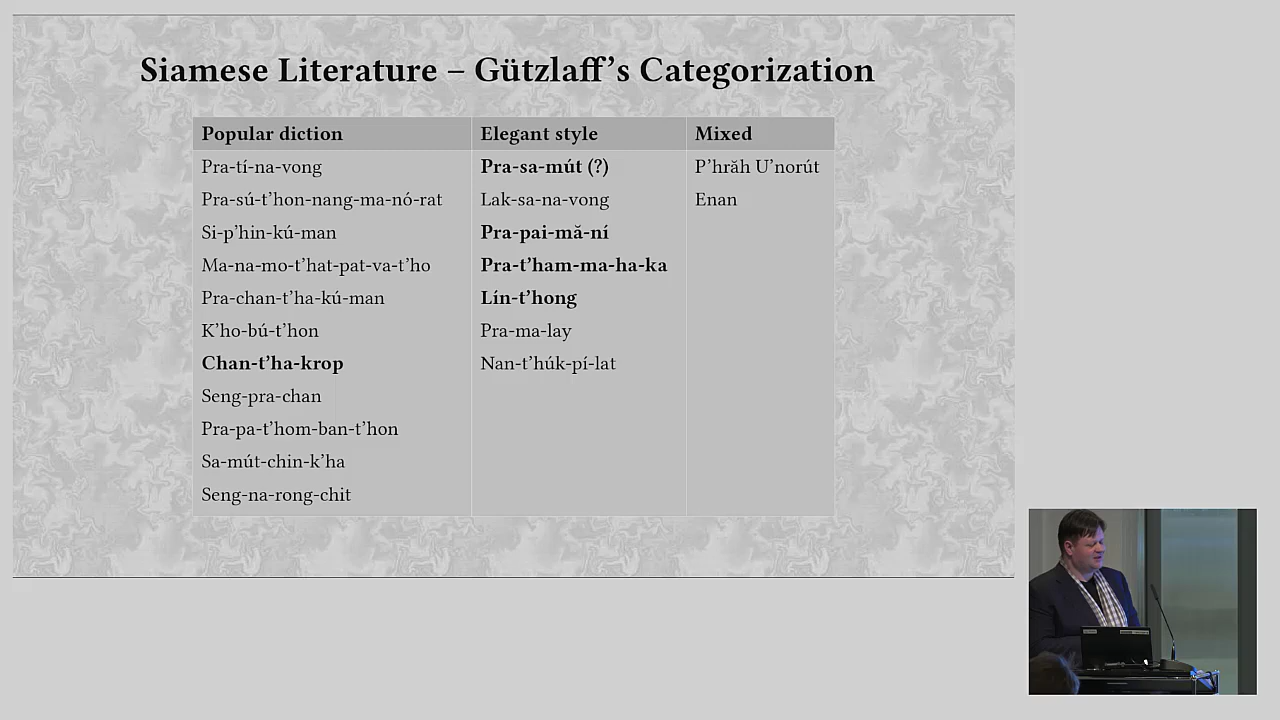 Siamese Literature – Gützlaff’s Categorization
Popular diction Elegant style Mixed
Pra-tí-na-vong Pra-sa-mút (?) P’hrăh U’norút
Pra-sú-t’hon-nang-ma-nó-rat Lak-sa-na-vong Enan
Si-p’hin-kú-man Pra-pai-mă-ní
Ma-na-mo-t’hat-pat-va-t’ho Pra-t’ham-ma-ha-ka
Pra-chan-t’ha-kú-man Lín-t’hong
K’ho-bú-t’hon Pra-ma-lay
Chan-t’ha-krop Nan-t’húk-pí-lat
Seng-pra-chan
Pra-pa-t’hom-ban-t’hon
Sa-mút-chin-k’ha
Seng-na-rong-chit